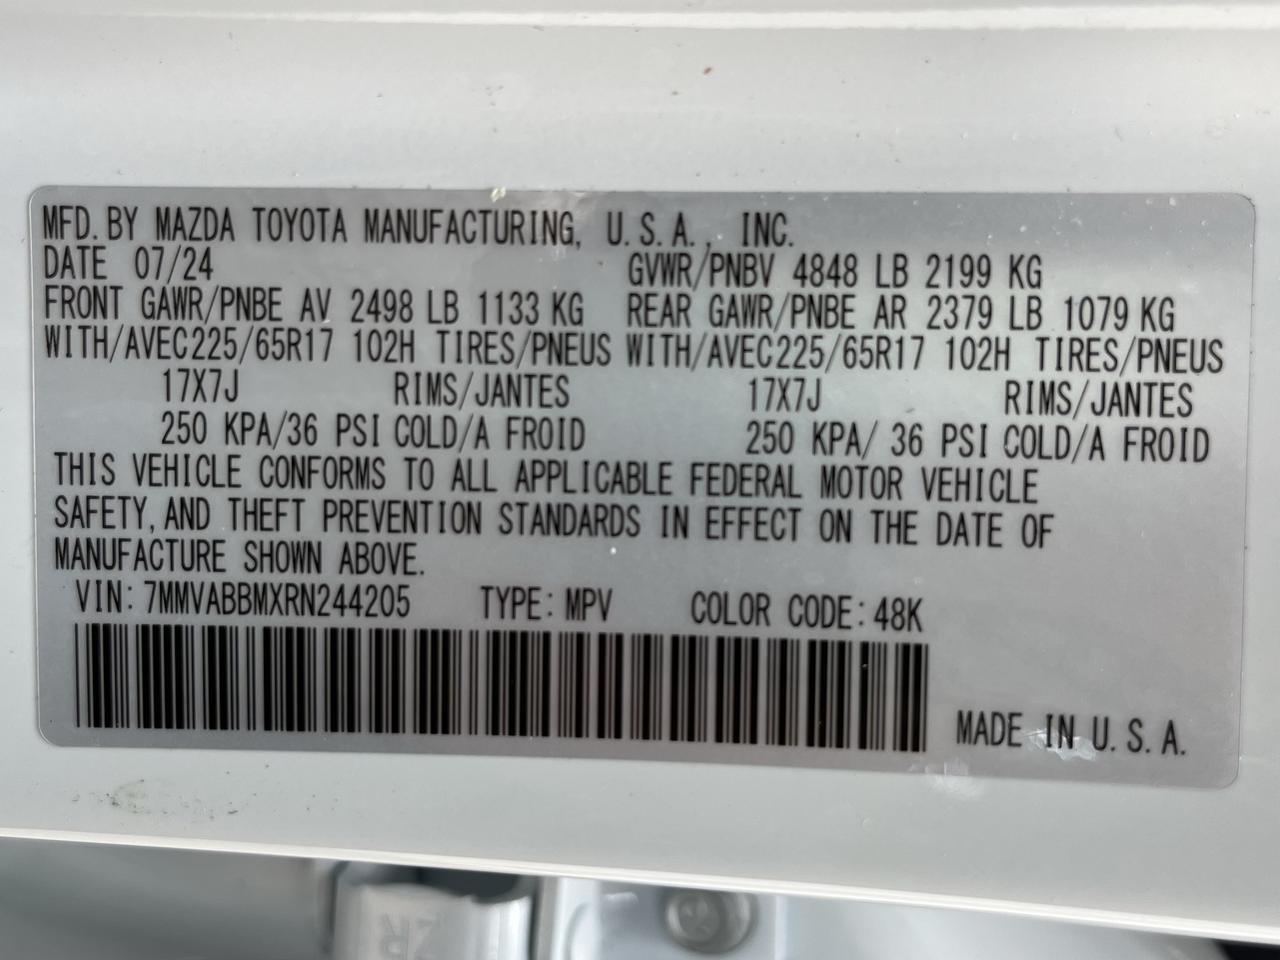 MFD. BY MAZDA TOYOTA MANUFACTURING, U.S.A., INC.
DATE 07/24 GVWR/PNBV 4848 LB 2199 KG
FRONT GAWR/PNBE AV 2498 LB 1133 KG REAR GAWR/PNBE AR 2379 LB 1079 KG
WITH/AVEC225/65R17 102H TIRES/PNEUS WITH/AVEC225/65R17 102H TIRES/PNEUS
17X7J RIMS/JANTES 17X7J RIMS/JANTES
250 KPA/36 PSI COLD/A FROID 250 KPA/ 36 PSI COLD/A FROID
THIS VEHICLE CONFORMS TO ALL APPLICABLE FEDERAL MOTOR VEHICLE
SAFETY, AND THEFT PREVENTION STANDARDS IN EFFECT ON THE DATE OF
MANUFACTURE SHOWN ABOVE.
VIN: 7MMVABBMXRN244205 TYPE: MPV COLOR CODE: 48K
MADE IN U.S.A.